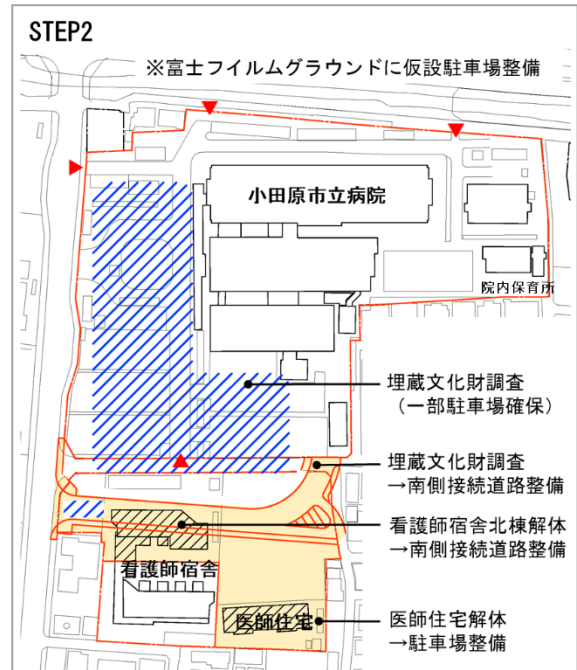 STEP2
※富士フイルムグラウンドに仮設駐車場整備
小田原市立病院
院内保育所
埋蔵文化財調査
（一部駐車場確保）
埋蔵文化財調査
→南側接続道路整備
看護師宿舎北棟解体
→南側接続道路整備
看護師宿舎
医師住宅
医師住宅解体
→駐車場整備